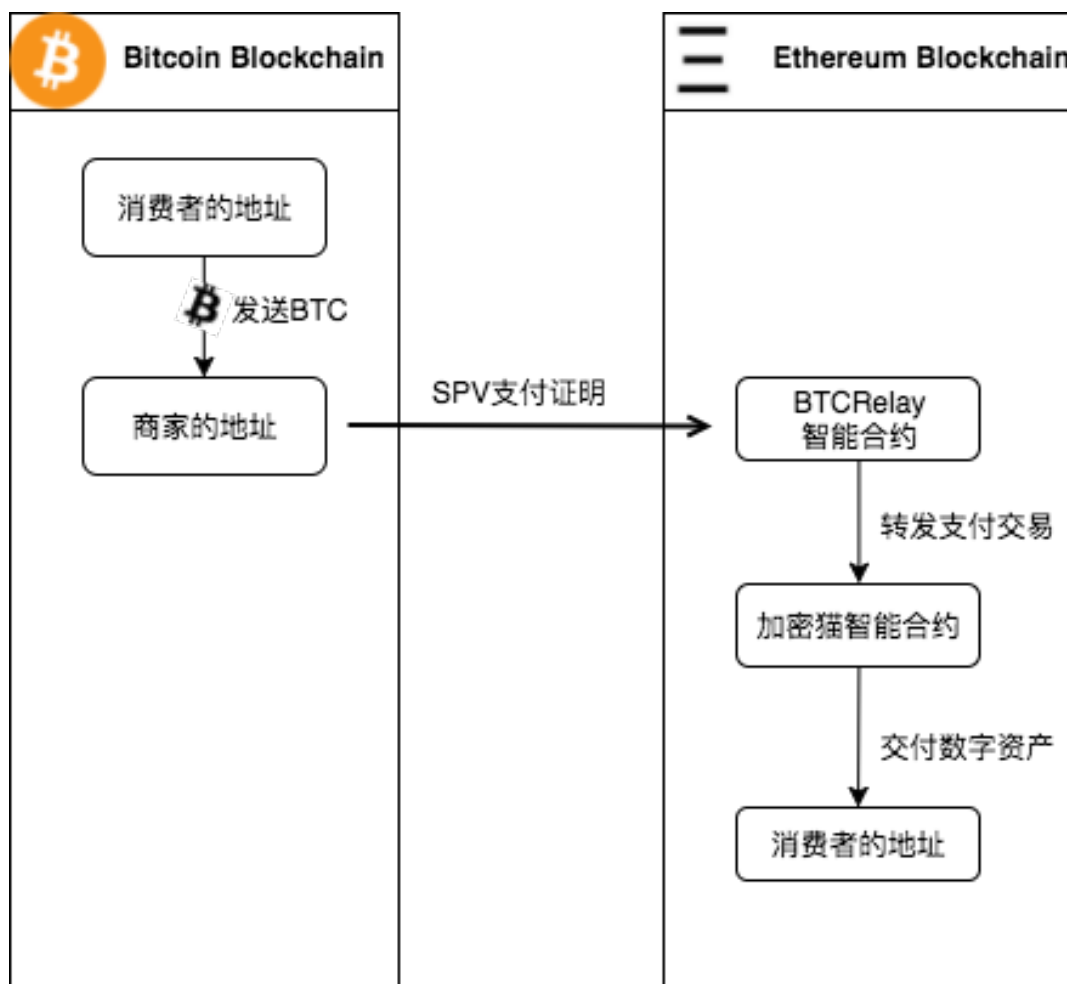 Bitcoin Blockchain
Ethereum Blockchain
消费者的地址
发送BTC
商家的地址
SPV支付证明
BTCRelay
智能合约
转发支付交易
加密猫智能合约
交付数字资产
消费者的地址